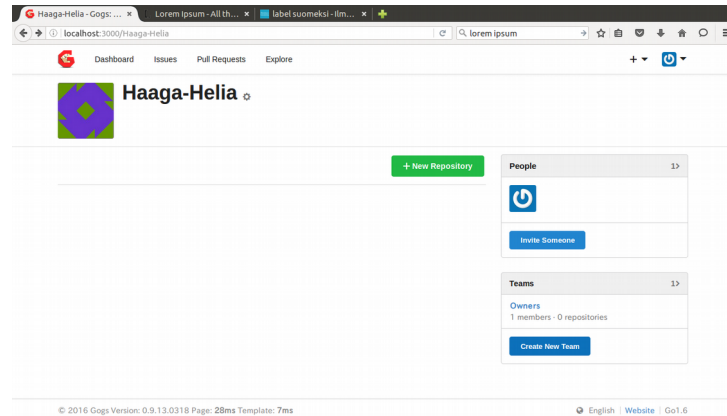 Haaga-Helia - Gogs: ... ×
Lorem Ipsum - All th... ×
label suomeksi - Ilm... ×
localhost:3000/Haaga-Helia
lorem ipsum
Dashboard Issues Pull Requests Explore
Haaga-Helia
New Repository
People 1
Invite Someone
Teams 1
Owners
1 members · 0 repositories
Create New Team
© 2016 Gogs Version: 0.9.13.0318 Page: 28ms Template: 7ms
English Website Go1.6